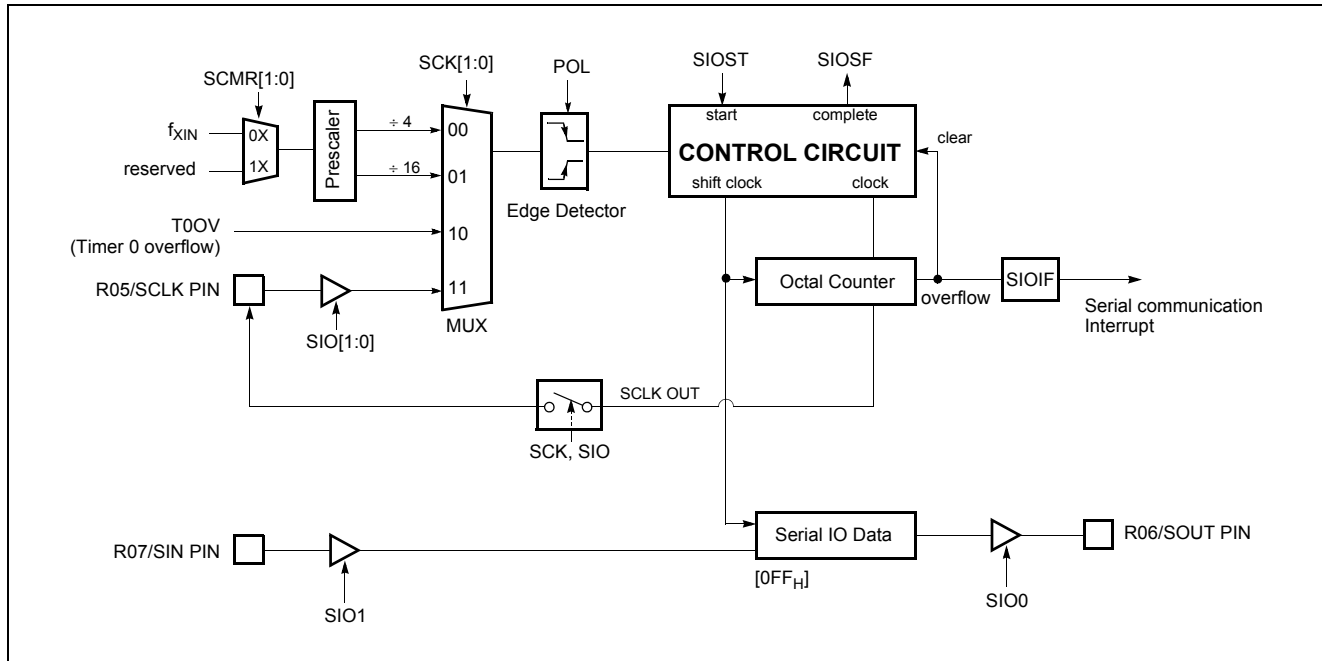 SCMR[1:0]
SCK[1:0]
POL
SIOST
SIOSF
start
complete
fXIN
0X
reserved
1X
Prescaler
÷ 4
÷ 16
00
01
10
11
MUX
Edge Detector
CONTROL CIRCUIT
clear
shift clock
clock
T0OV
(Timer 0 overflow)
R05/SCLK PIN
SIO[1:0]
Octal Counter
overflow
SIOIF
Serial communication
Interrupt
SCLK OUT
SCK, SIO
R07/SIN PIN
SIO1
Serial IO Data
[0FFH]
SIO0
R06/SOUT PIN